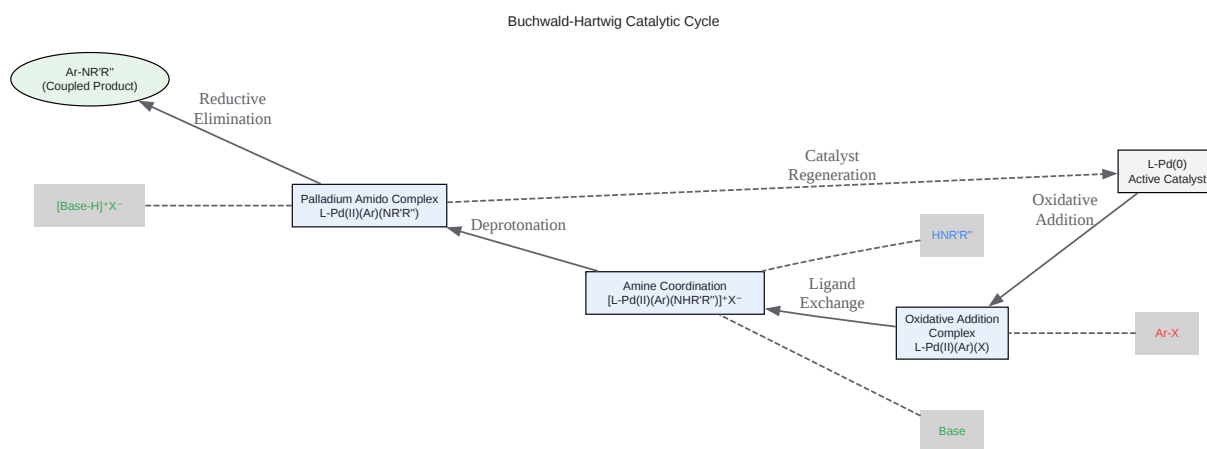 Buchwald-Hartwig Catalytic Cycle
Ar-NR'R"
(Coupled Product)
Reductive
Elimination
Catalyst
Regeneration
L-Pd(0)
Active Catalyst
[Base-H]⁺X⁻
Palladium Amido Complex
L-Pd(II)(Ar)(NR'R")
Oxidative
Addition
Deprotonation
HNR'R"
Amine Coordination
[L-Pd(II)(Ar)(NHR'R")]⁺X⁻
Ligand
Exchange
Oxidative Addition
Complex
L-Pd(II)(Ar)(X)
Ar-X
Base